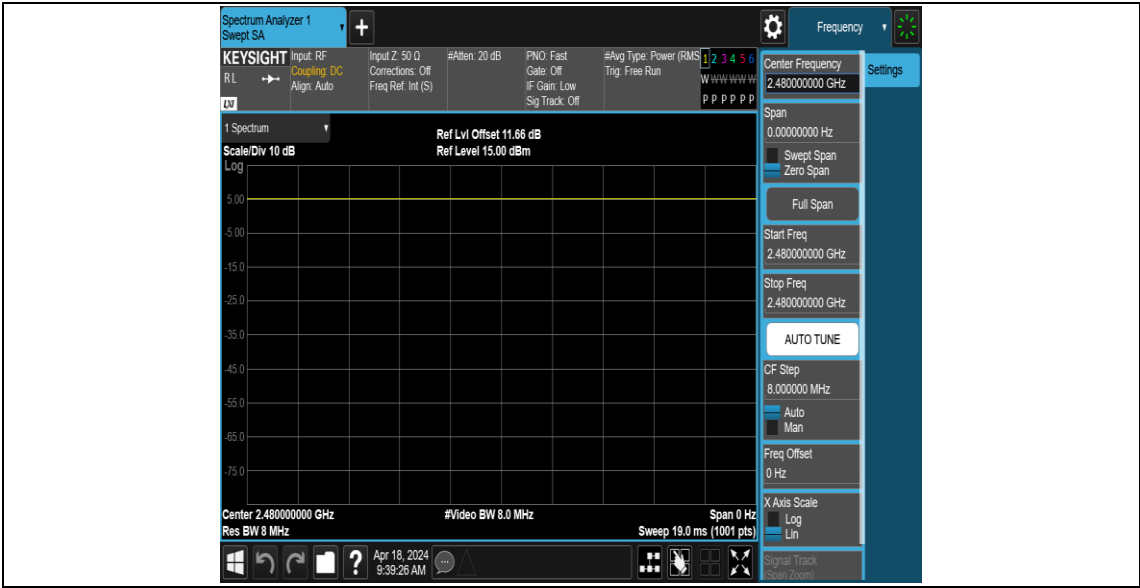 Spectrum Analyzer 1
Swept SA
+
Frequency
KEYSIGHT
RL
LXI
Input: RF
Coupling: DC
Align: Auto
Input Z: 50 Ω
Corrections: Off
Freq Ref: Int (S)
#Atten: 20 dB
PNO: Fast
Gate: Off
IF Gain: Low
Sig Track: Off
#Avg Type: Power (RMS
Trig: Free Run
1 2 3 4 5 6
W W W W W W
P P P P P P
Center Frequency
2.480000000 GHz
Settings
Span
0.00000000 Hz
Swept Span
Zero Span
Full Span
Start Freq
2.480000000 GHz
Stop Freq
2.480000000 GHz
AUTO TUNE
CF Step
8.000000 MHz
Auto
Man
Freq Offset
0 Hz
X Axis Scale
Log
Lin
Signal Track
(Span Zoom)
1 Spectrum
Scale/Div 10 dB
Log
Ref Lvl Offset 11.66 dB
Ref Level 15.00 dBm
5.00
-5.00
-15.0
-25.0
-35.0
-45.0
-55.0
-65.0
-75.0
Center 2.480000000 GHz
Res BW 8 MHz
#Video BW 8.0 MHz
Span 0 Hz
Sweep 19.0 ms (1001 pts)
?
Apr 18, 2024
9:39:26 AM